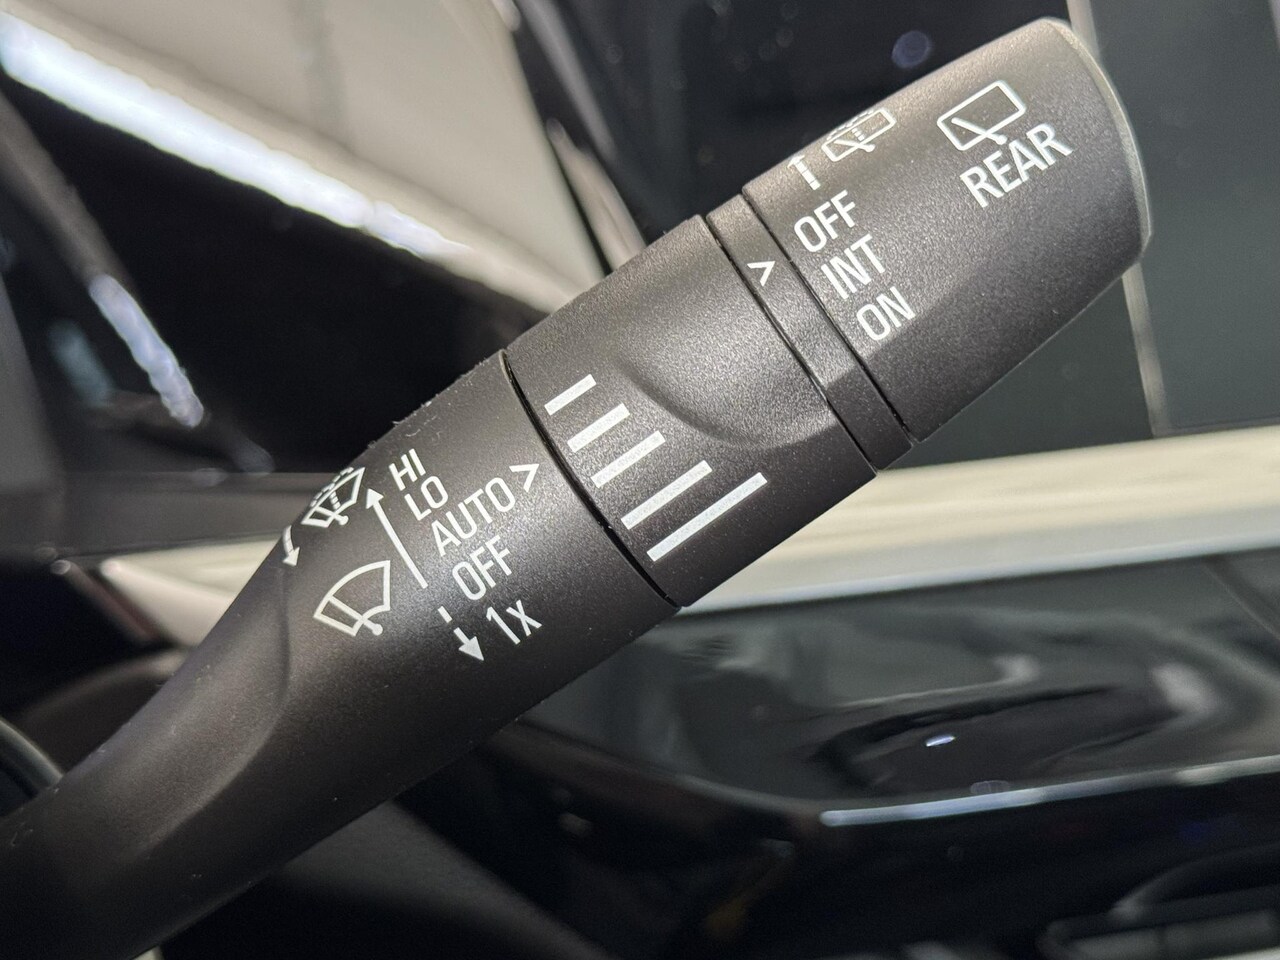 HI
LO
AUTO >
OFF
1x
>
OFF
INT
ON
REAR